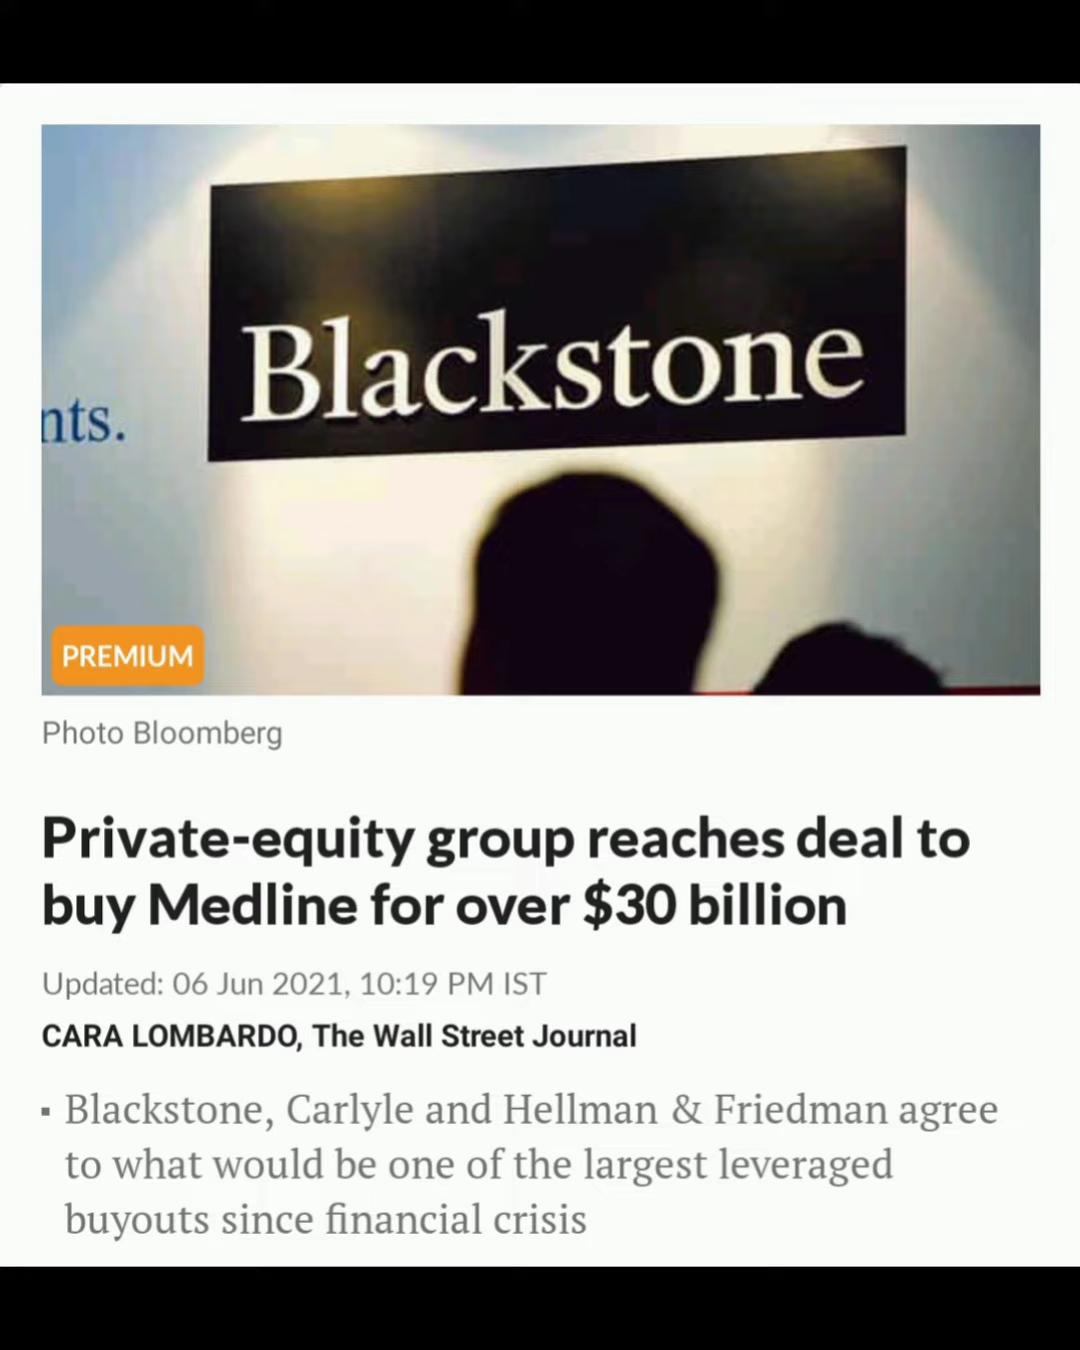 nts.
Blackstone
PREMIUM
Photo Bloomberg
Private-equity group reaches deal to
buy Medline for over $30 billion
Updated: 06 Jun 2021, 10:19 PM IST
CARA LOMBARDO, The Wall Street Journal
▪ Blackstone, Carlyle and Hellman & Friedman agree
to what would be one of the largest leveraged
buyouts since financial crisis